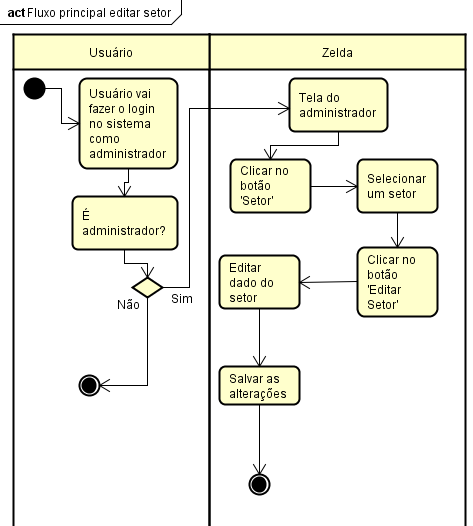 act Fluxo principal editar setor
Usuário
Zelda
Usuário vai
fazer o login
no sistema
como
administrador
É
administrador?
Não
Sim
Tela do
administrador
Clicar no
botão
'Setor'
Selecionar
um setor
Clicar no
botão
'Editar
Setor'
Editar
dado do
setor
Salvar as
alterações